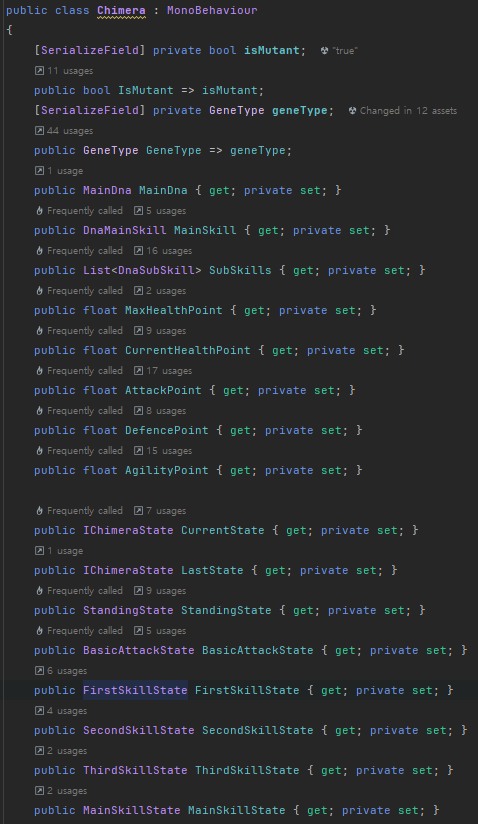 public class Chimera : MonoBehaviour
{
[SerializeField] private bool isMutant; "true"
11 usages
public bool IsMutant => isMutant;
[SerializeField] private GeneType geneType; Changed in 12 assets
44 usages
public GeneType GeneType => geneType;
1 usage
public MainDna MainDna { get; private set; }
Frequently called 5 usages
public DnaMainSkill MainSkill { get; private set; }
Frequently called 16 usages
public List<DnaSubSkill> SubSkills { get; private set; }
Frequently called 2 usages
public float MaxHealthPoint { get; private set; }
Frequently called 9 usages
public float CurrentHealthPoint { get; private set; }
Frequently called 17 usages
public float AttackPoint { get; private set; }
Frequently called 8 usages
public float DefencePoint { get; private set; }
Frequently called 15 usages
public float AgilityPoint { get; private set; }
Frequently called 7 usages
public IChimeraState CurrentState { get; private set; }
1 usage
public IChimeraState LastState { get; private set; }
Frequently called 9 usages
public StandingState StandingState { get; private set; }
Frequently called 5 usages
public BasicAttackState BasicAttackState { get; private set; }
6 usages
public FirstSkillState FirstSkillState { get; private set; }
4 usages
public SecondSkillState SecondSkillState { get; private set; }
2 usages
public ThirdSkillState ThirdSkillState { get; private set; }
2 usages
public MainSkillState MainSkillState { get; private set; }